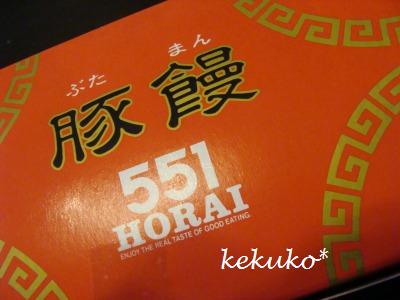 ぶた まん
豚饅
551
HORAI
ENJOY THE REAL TASTE OF GOOD EATING
kekuko*